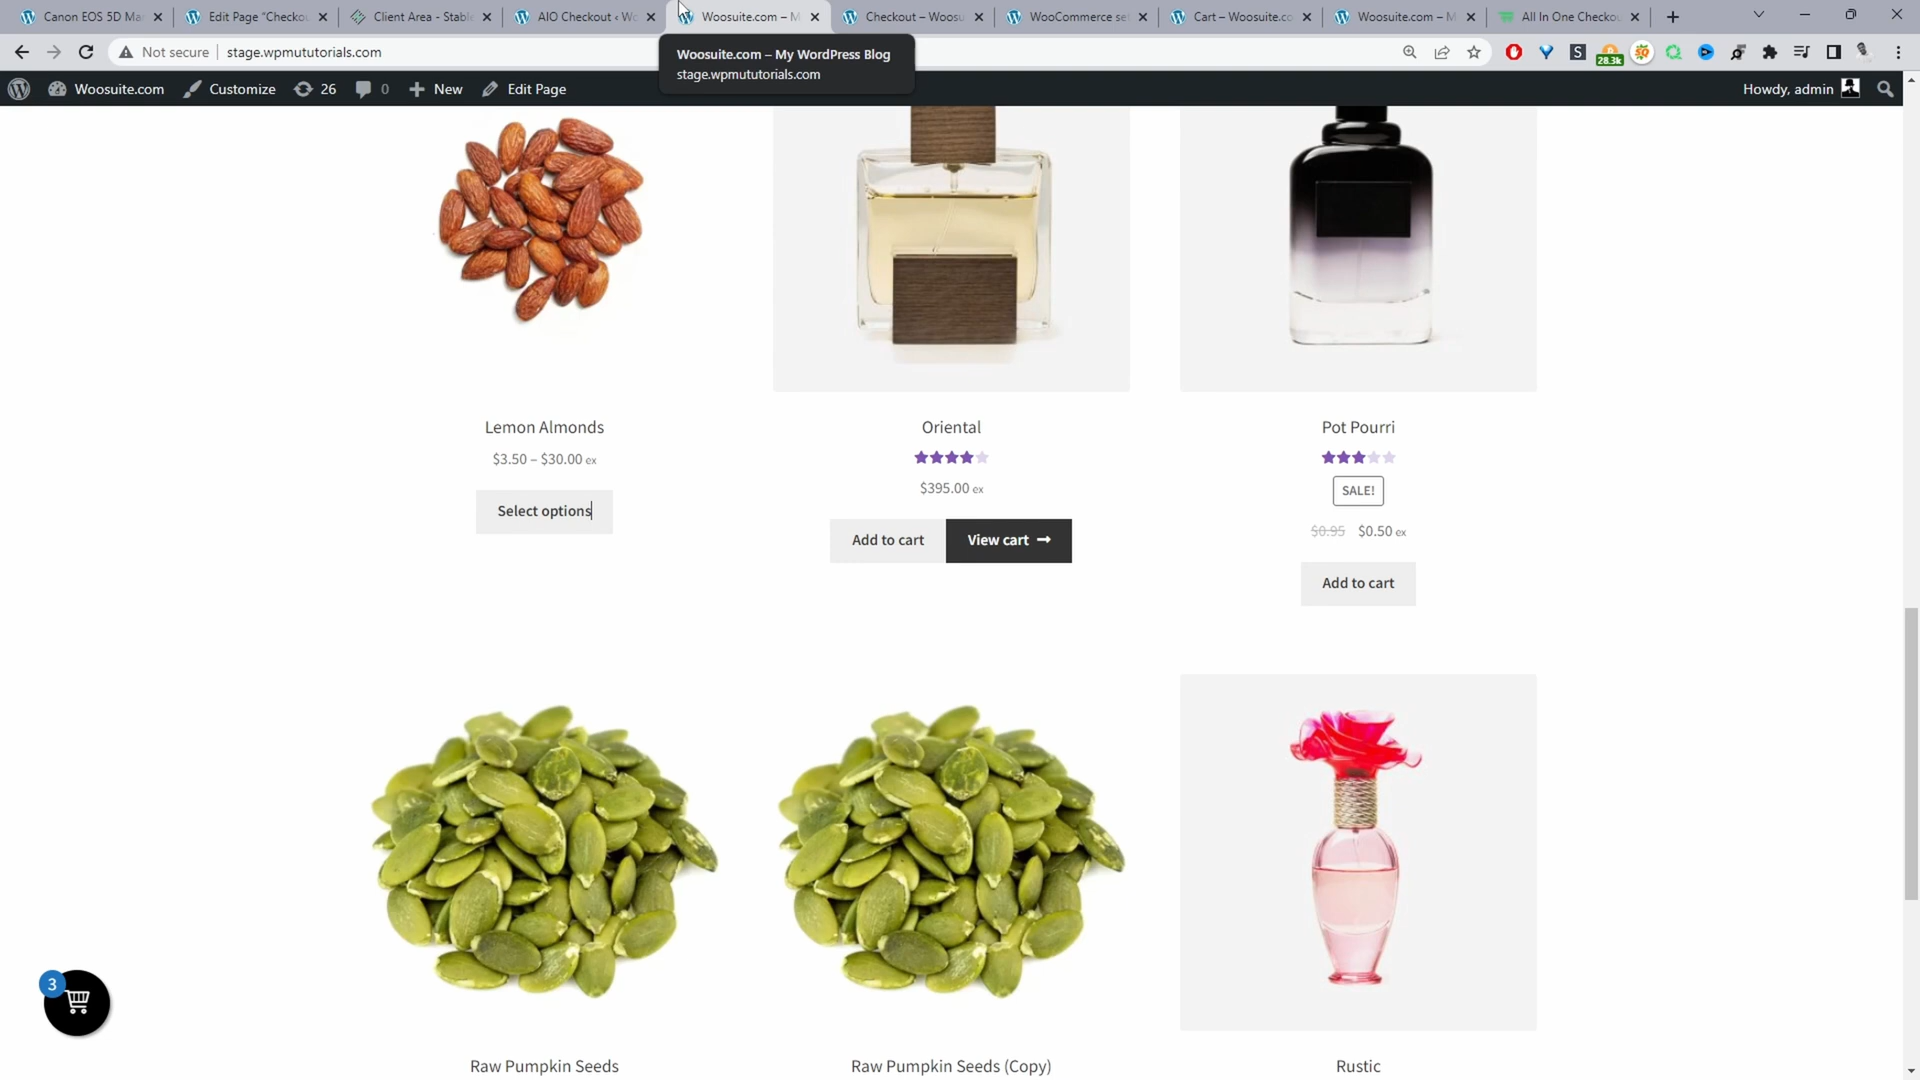 Canon EOS 5D Ma
Edit Page "Checko
Client Area - Stabl
AIO Checkout ‹ Wo
Woosuite.com – M
Checkout – Woosu
WooCommerce se
Cart – Woosuite.co
Woosuite.com – M
All In One Checko
Not secure
stage.wpmututorials.com
28.3k
Woosuite.com – My WordPress Blog
stage.wpmututorials.com
Woosuite.com
Customize
26
0
New
Edit Page
Howdy, admin
Lemon Almonds
$3.50 – $30.00 ex
Select options
Oriental
$395.00 ex
Add to cart
View cart
Pot Pourri
SALE!
$0.95 $0.50 ex
Add to cart
3
Raw Pumpkin Seeds
Raw Pumpkin Seeds (Copy)
Rustic